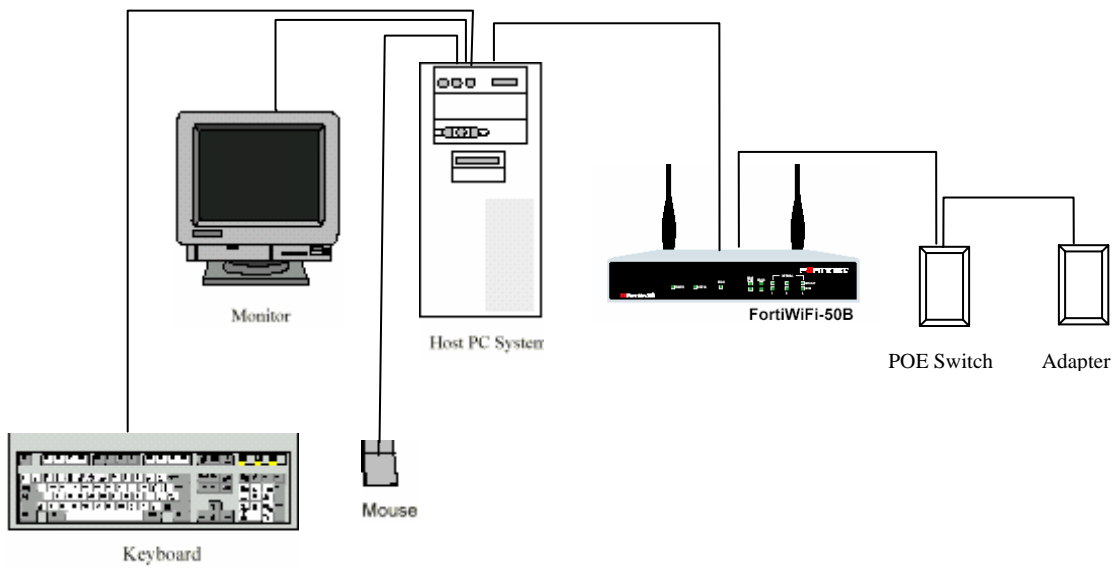 FortiWiFi-50B
Monitor
Host PC System
POE Switch
Adapter
Mouse
Keyboard